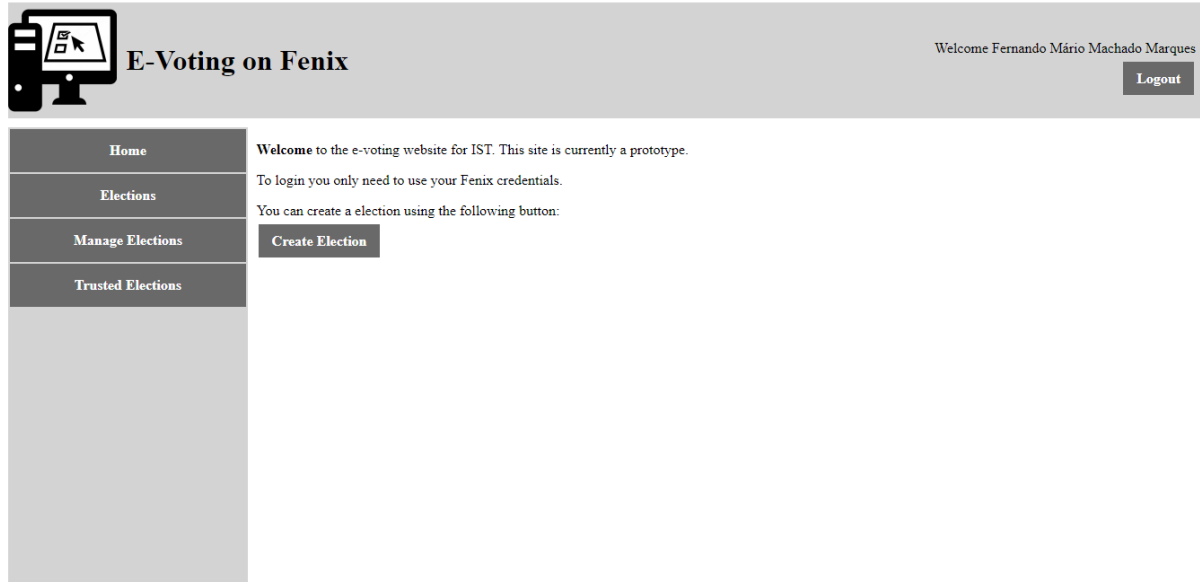 E-Voting on Fenix
Welcome Fernando Mário Machado Marques
Logout
Home
Elections
Manage Elections
Trusted Elections
Welcome to the e-voting website for IST. This site is currently a prototype.
To login you only need to use your Fenix credentials.
You can create a election using the following button:
Create Election